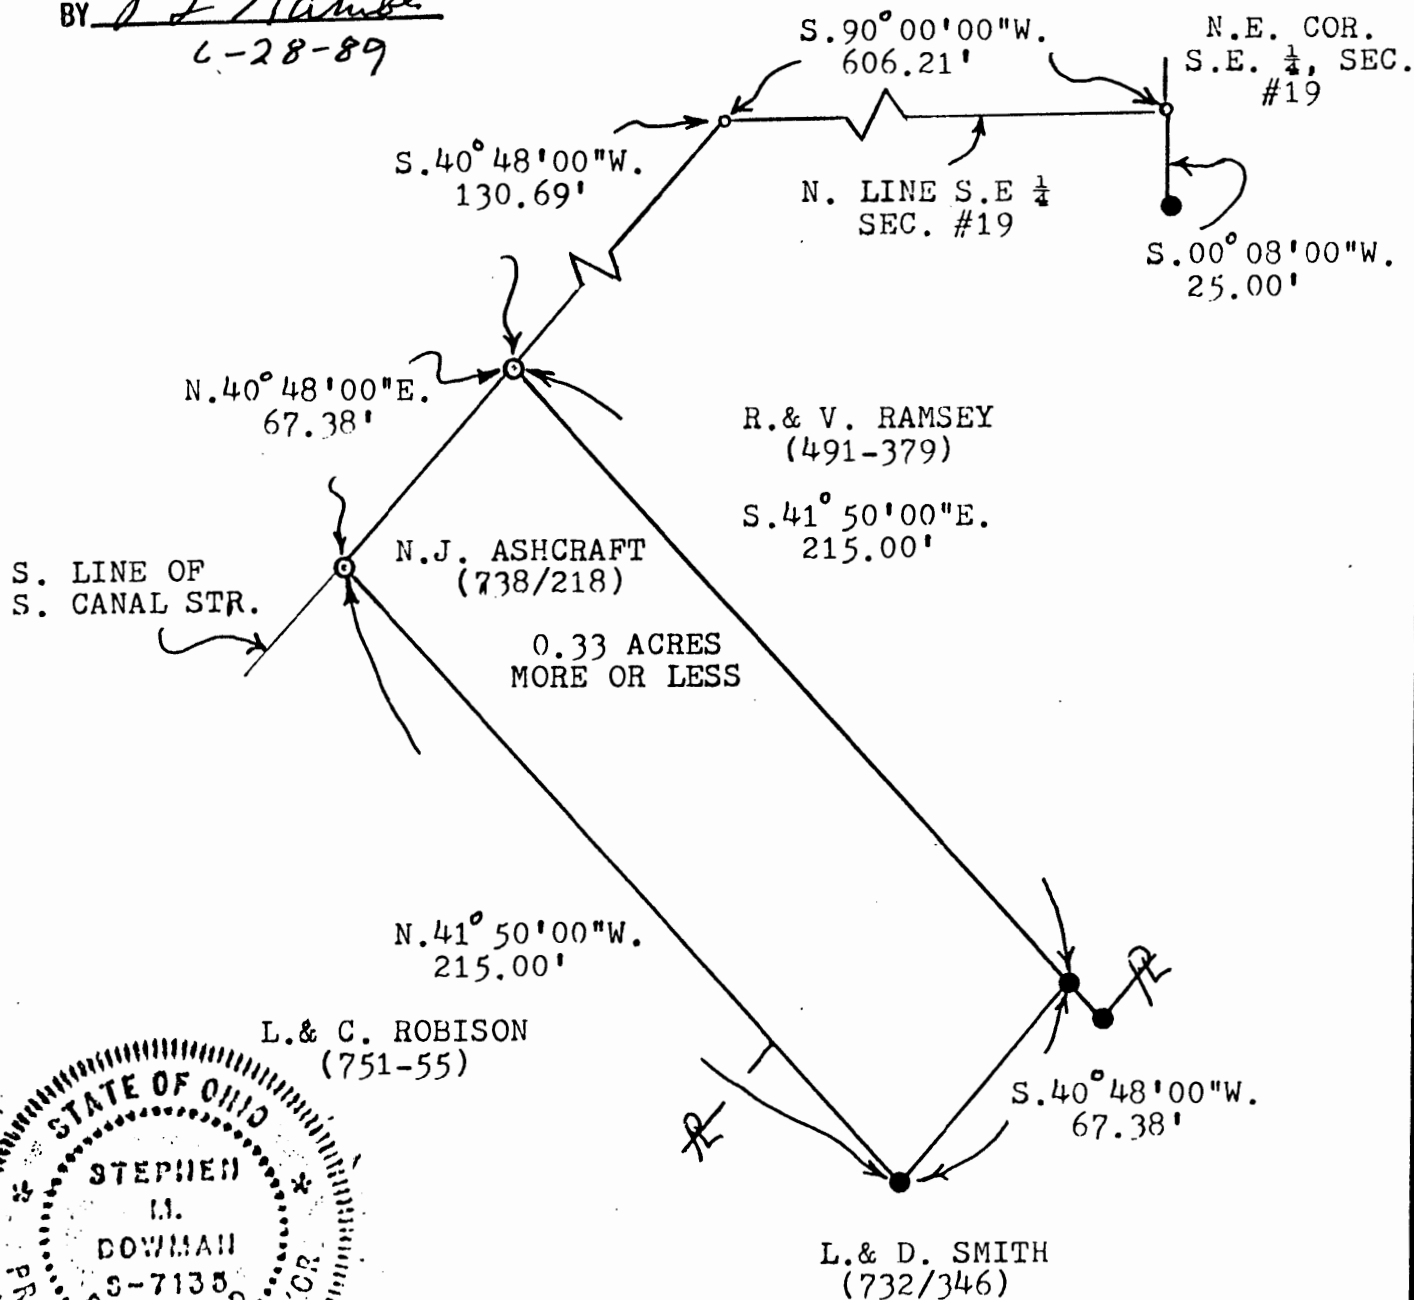 BY
6-28-89
S.90°00'00"W.
606.21'
N.E. COR.
S.E. ¼, SEC.
#19
S.40°48'00"W.
130.69'
N. LINE S.E ¼
SEC. #19
S.00°08'00"W.
25.00'
N.40°48'00"E.
67.38'
R.& V. RAMSEY
(491-379)
S.41°50'00"E.
215.00'
S. LINE OF
S. CANAL STR.
N.J. ASHCRAFT
(738/218)
0.33 ACRES
MORE OR LESS
N.41°50'00"W.
215.00'
L.& C. ROBISON
(751-55)
S.40°48'00"W.
67.38'
L.& D. SMITH
(732/346)
STATE OF OHIO
STEPHEN
M.
BOWMAN
S-7135